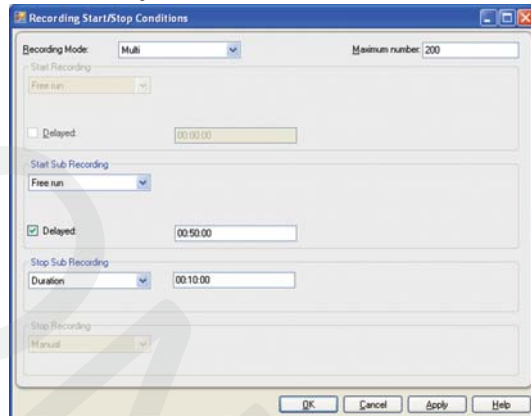 Recording Start/Stop Conditions
Recording Mode: Multi Maximum number: 200
Start Recording
Free run
Delayed: 00:00:00
Start Sub Recording
Free run
Delayed: 00:50:00
Stop Sub Recording
Duration 00:10:00
Stop Recording
Manual
OK Cancel Apply Help